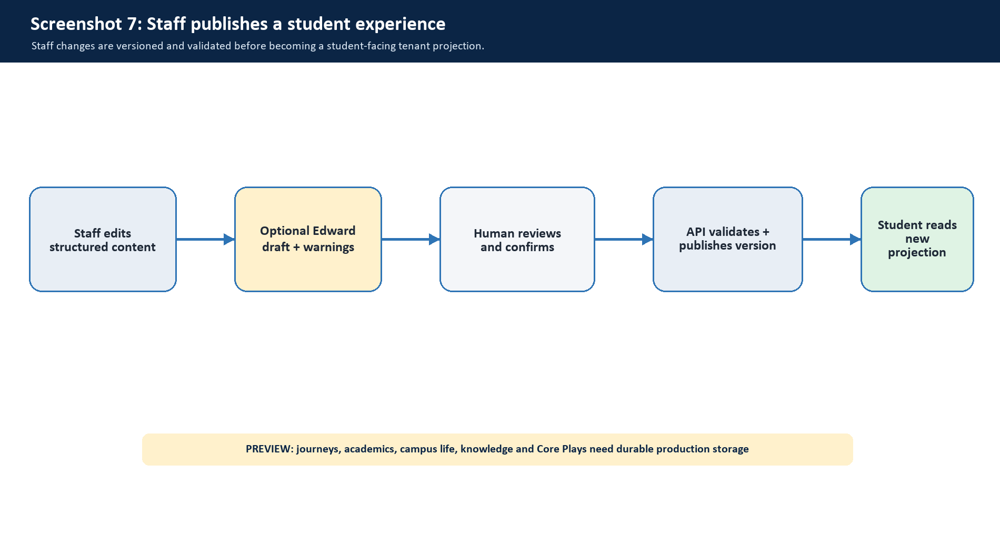 Screenshot 7: Staff publishes a student experience
Staff changes are versioned and validated before becoming a student-facing tenant projection.
Staff edits
structured content
Optional Edward
draft + warnings
Human reviews
and confirms
API validates +
publishes version
Student reads
new
projection
PREVIEW: journeys, academics, campus life, knowledge and Core Plays need durable production storage